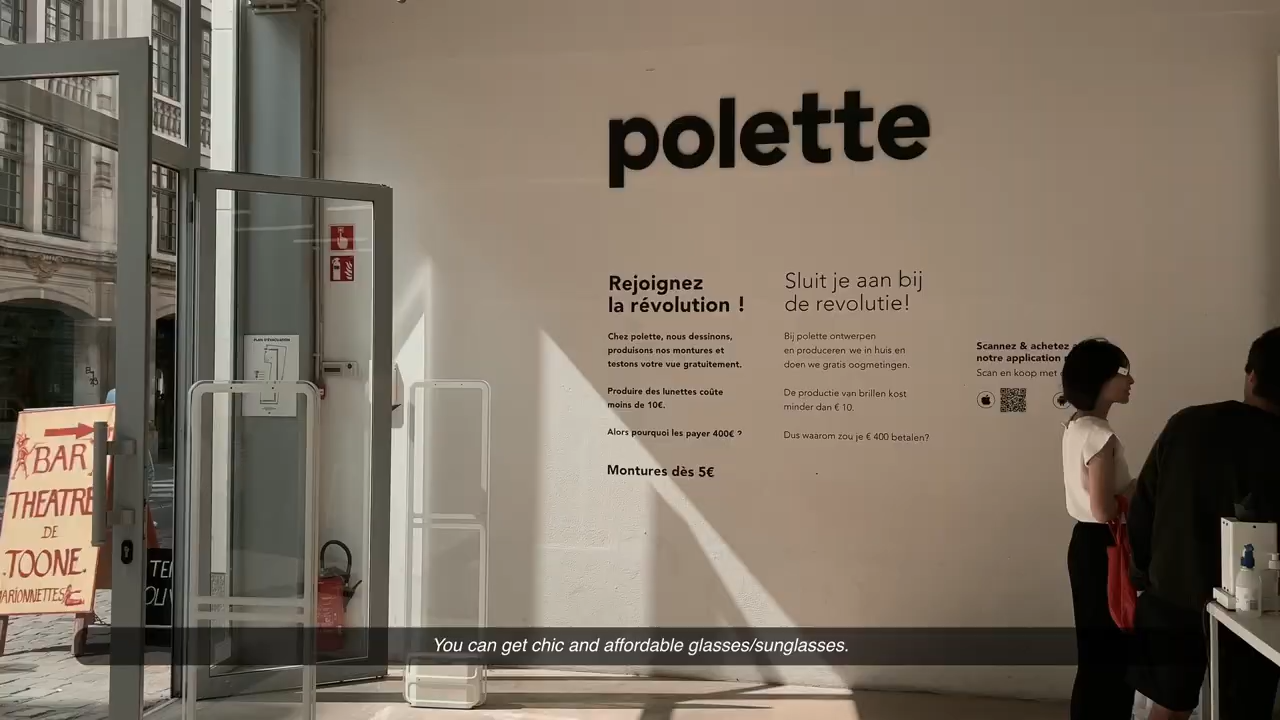 polette
Rejoignez
la révolution !
Chez polette, nous dessinons,
produisons nos montures et
testons votre vue gratuitement.
Produire des lunettes coûte
moins de 10€.
Alors pourquoi les payer 400€ ?
Montures dès 5€
Sluit je aan bij
de revolutie!
Bij polette ontwerpen
en produceren we in huis en
doen we gratis oogmetingen.
De productie van brillen kost
minder dan € 10.
Dus waarom zou je € 400 betalen?
Scannez & achetez
notre application
Scan en koop met
PLAN D'EVACUATION
BAR
THEATRE
DE
TOONE
MARIONNETTES
You can get chic and affordable glasses/sunglasses.